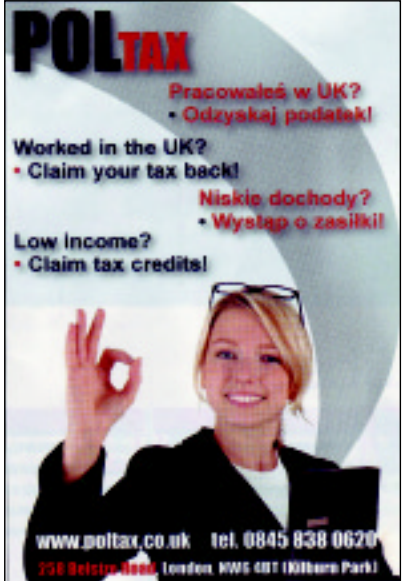 POLTAX
Pracowałeś w UK?
• Odzyskaj podatek!
Worked in the UK?
• Claim your tax back!
Niskie dochody?
• Wystąp o zasiłki!
Low income?
• Claim tax credits!
www.poltax.co.uk tel. 0845 838 0620
258 Belsize Road, London, NW6 4BT (Kilburn Park)